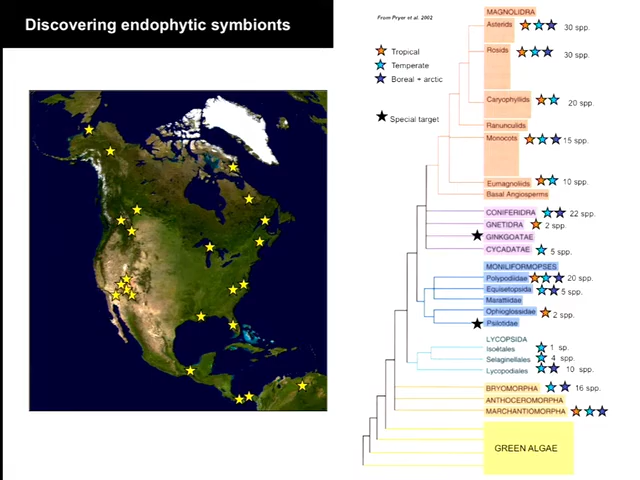 Discovering endophytic symbionts
From Pryer et al. 2002
Tropical
Temperate
Boreal + arctic
Special target
MAGNOLIDRA
Asterids 30 spp.
Rosids 30 spp.
Caryophyllids 20 spp.
Ranunculids
Monocots 15 spp.
Eumagnoliids 10 spp.
Basal Angiosperms
CONIFERIDRA 22 spp.
GNETIDRA 2 spp.
GINKGOATAE
CYCADATAE 5 spp.
MONILIFORMOPSES
Polypodiidae 20 spp.
Equisetopsida 5 spp.
Marattiidae
Ophioglossidae 2 spp.
Psilotidae
LYCOPSIDA
Isoëtales 1 sp.
Selaginellales 4 spp.
Lycopodiales 10 spp.
BRYOMORPHA 16 spp.
ANTHOCEROMORPHA
MARCHANTIOMORPHA
GREEN ALGAE